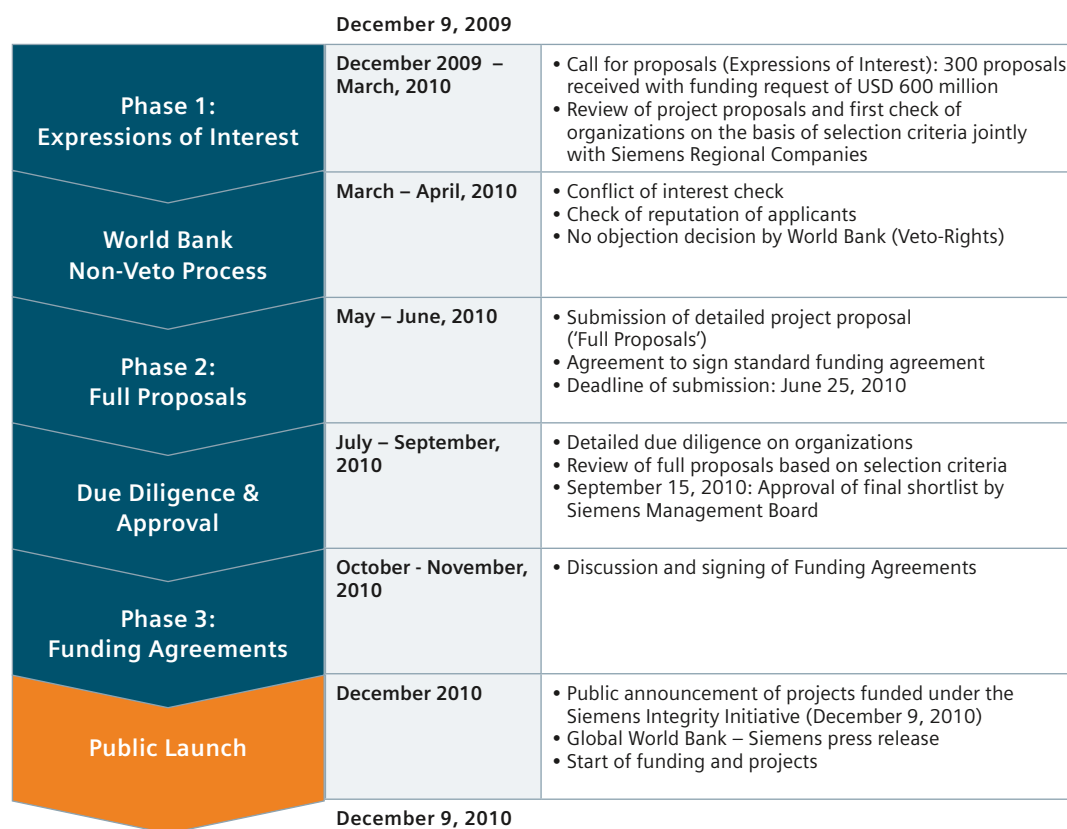 December 9, 2009
Phase 1:
Expressions of Interest
December 2009 –
March, 2010
• Call for proposals (Expressions of Interest): 300 proposals
received with funding request of USD 600 million
• Review of project proposals and first check of
organizations on the basis of selection criteria jointly
with Siemens Regional Companies
World Bank
Non-Veto Process
March – April, 2010
• Conflict of interest check
• Check of reputation of applicants
• No objection decision by World Bank (Veto-Rights)
Phase 2:
Full Proposals
May – June, 2010
• Submission of detailed project proposal
(‘Full Proposals’)
• Agreement to sign standard funding agreement
• Deadline of submission: June 25, 2010
Due Diligence &
Approval
July – September,
2010
• Detailed due diligence on organizations
• Review of full proposals based on selection criteria
• September 15, 2010: Approval of final shortlist by
Siemens Management Board
Phase 3:
Funding Agreements
October - November,
2010
• Discussion and signing of Funding Agreements
Public Launch
December 2010
• Public announcement of projects funded under the
Siemens Integrity Initiative (December 9, 2010)
• Global World Bank – Siemens press release
• Start of funding and projects
December 9, 2010